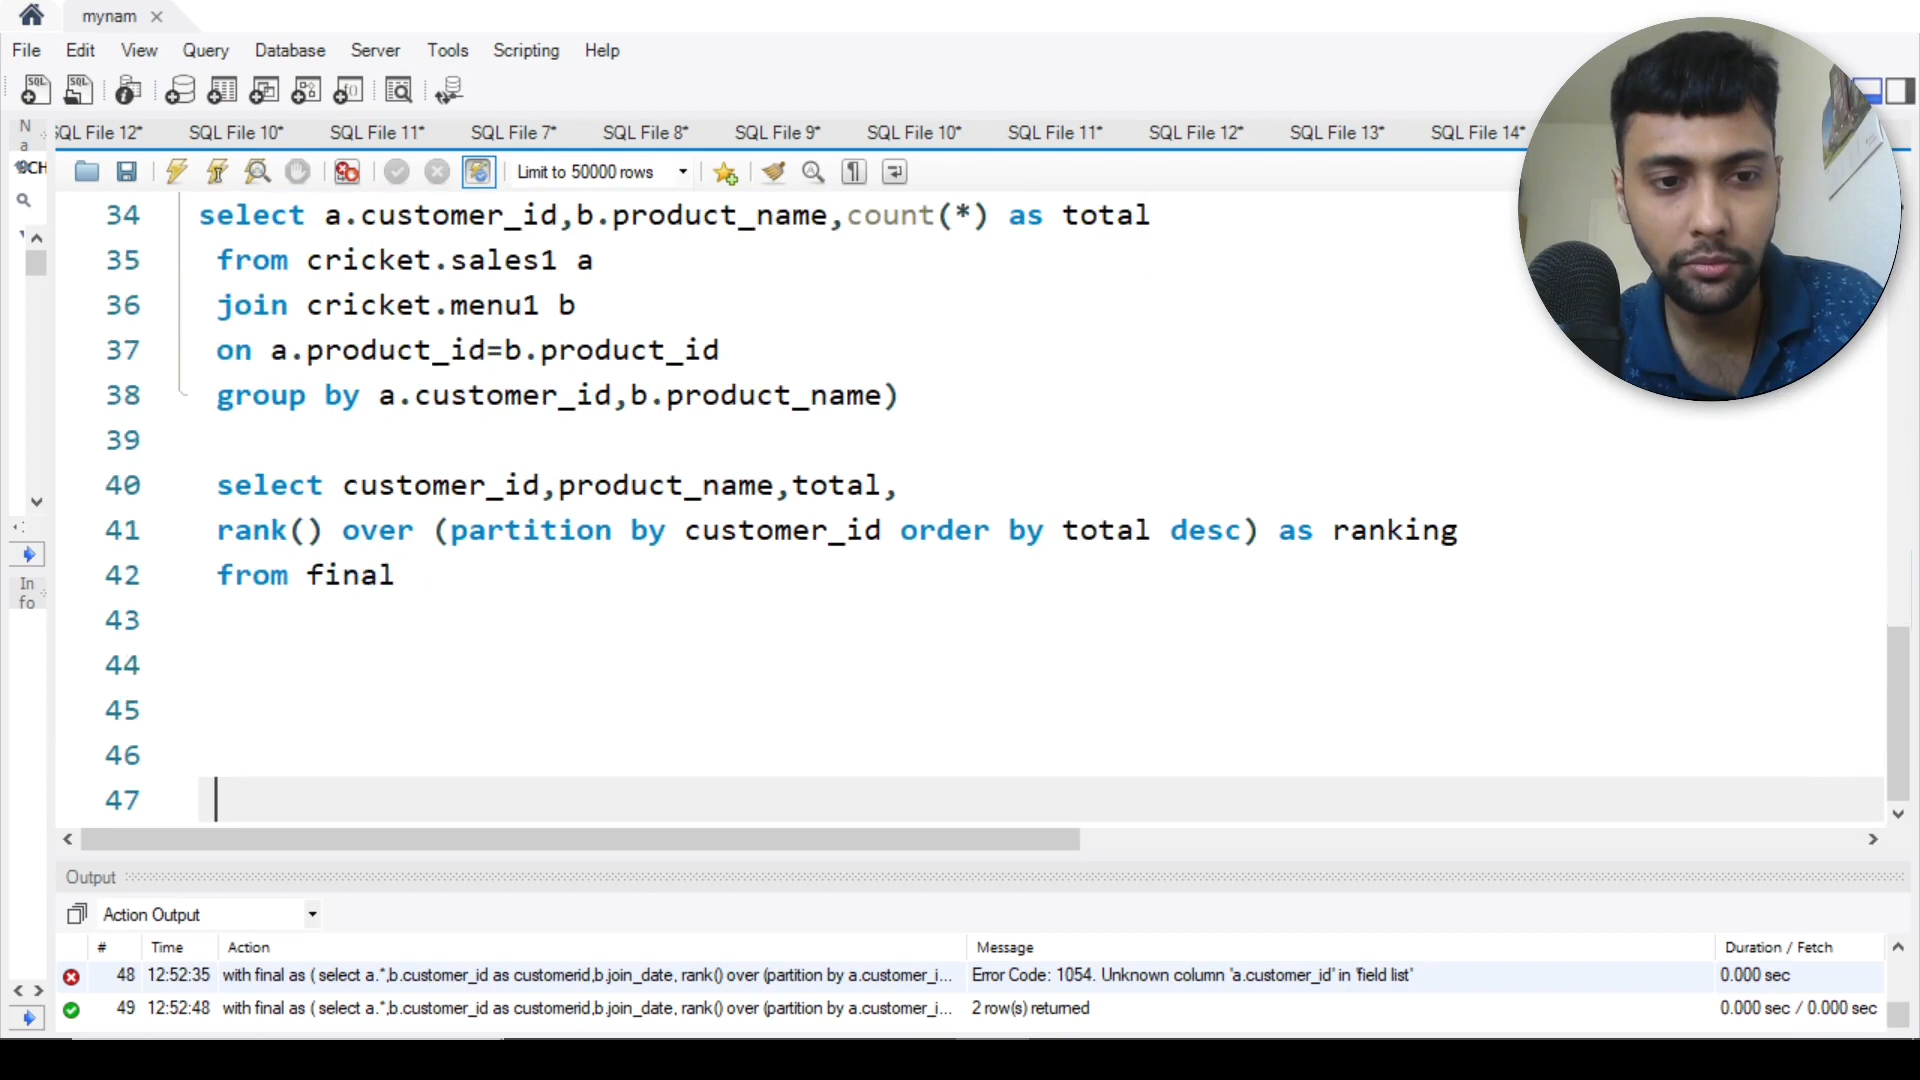 mynam
File Edit View Query Database Server Tools Scripting Help
SQL File 12* SQL File 10* SQL File 11* SQL File 7* SQL File 8* SQL File 9* SQL File 10* SQL File 11* SQL File 12* SQL File 13* SQL File 14*
Na
CH
Limit to 50000 rows
34 select a.customer_id,b.product_name,count(*) as total
35 from cricket.sales1 a
36 join cricket.menu1 b
37 on a.product_id=b.product_id
38 group by a.customer_id,b.product_name)
39
40 select customer_id,product_name,total,
41 rank() over (partition by customer_id order by total desc) as ranking
42 from final
43
44
45
46
47
Info
Output
Action Output
# Time Action Message Duration / Fetch
48 12:52:35 with final as ( select a.*,b.customer_id as customerid,b.join_date, rank() over (partition by a.customer_i... Error Code: 1054. Unknown column 'a.customer_id' in 'field list' 0.000 sec
49 12:52:48 with final as ( select a.*,b.customer_id as customerid,b.join_date, rank() over (partition by a.customer_i... 2 row(s) returned 0.000 sec / 0.000 sec